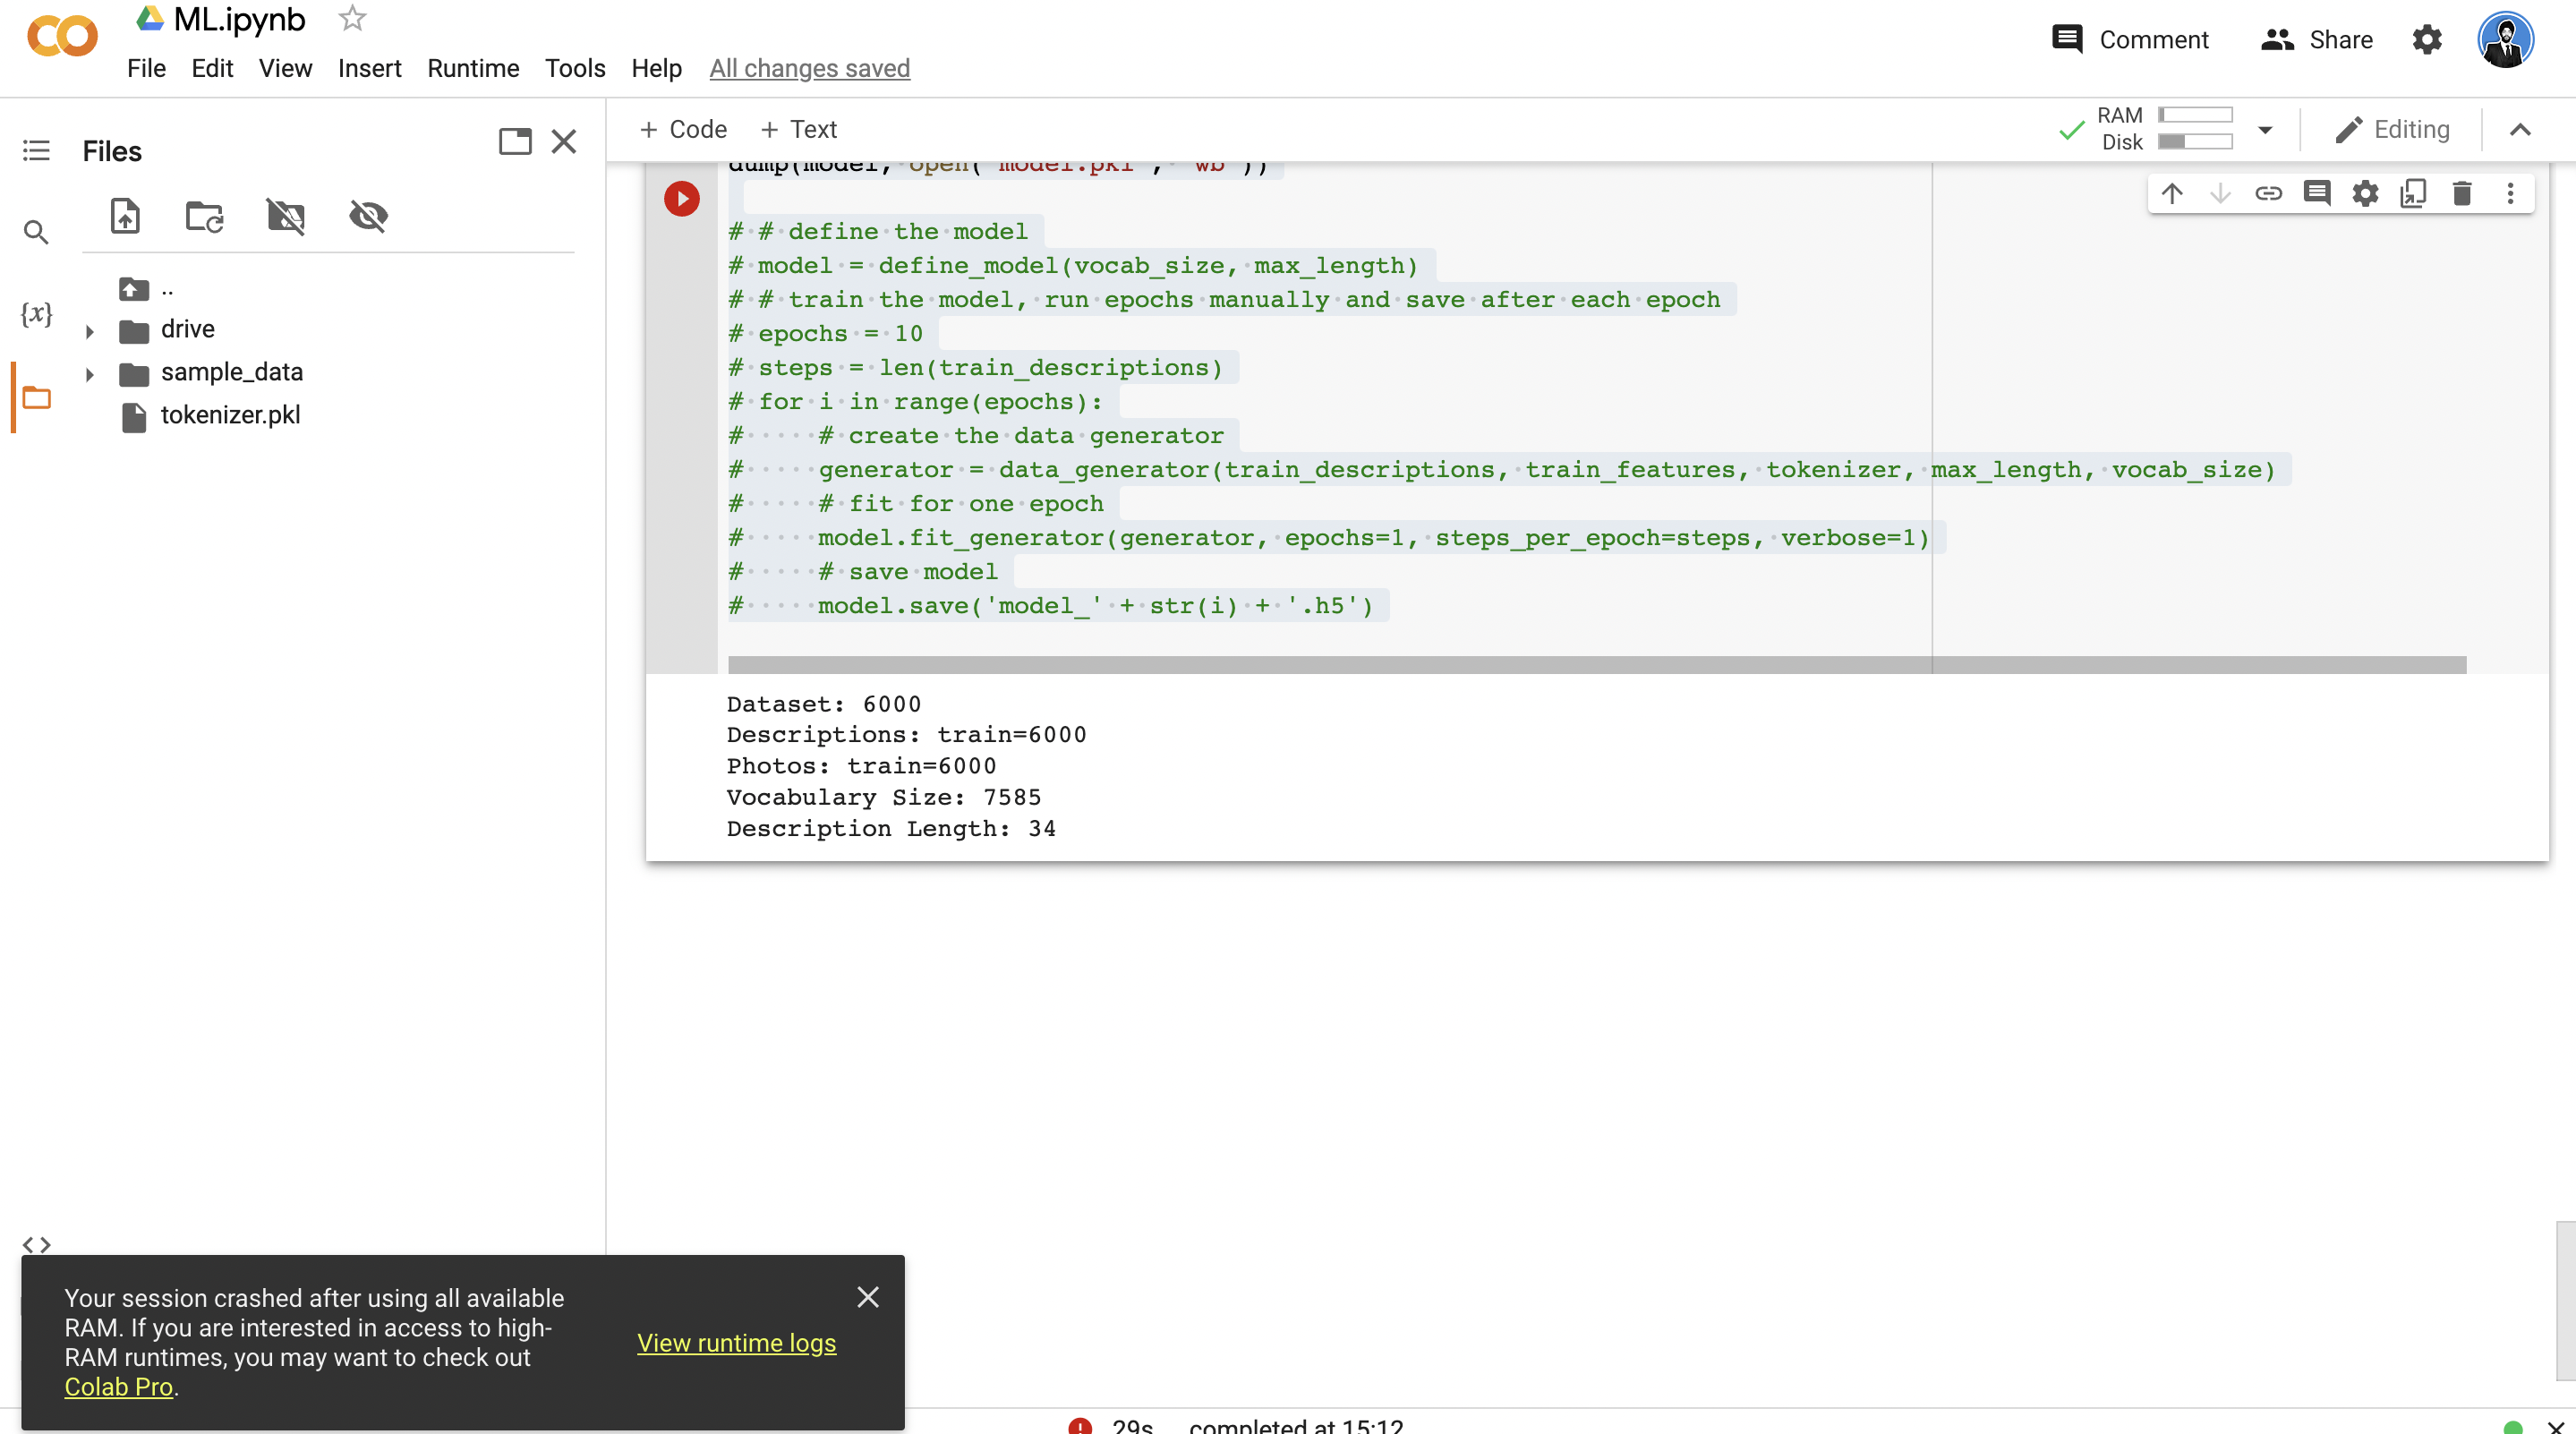 ML.ipynb
File Edit View Insert Runtime Tools Help All changes saved
Comment Share
Files
+ Code + Text
RAM
Disk
Editing
dump(model, open('model.pkl', 'wb'))
# # define the model
# model = define_model(vocab_size, max_length)
# # train the model, run epochs manually and save after each epoch
# epochs = 10
# steps = len(train_descriptions)
# for i in range(epochs):
#     # create the data generator
#     generator = data_generator(train_descriptions, train_features, tokenizer, max_length, vocab_size)
#     # fit for one epoch
#     model.fit_generator(generator, epochs=1, steps_per_epoch=steps, verbose=1)
#     # save model
#     model.save('model_' + str(i) + '.h5')
{x}
..
drive
sample_data
tokenizer.pkl
Dataset: 6000
Descriptions: train=6000
Photos: train=6000
Vocabulary Size: 7585
Description Length: 34
Your session crashed after using all available
RAM. If you are interested in access to high-
RAM runtimes, you may want to check out
Colab Pro.
View runtime logs
29s completed at 15:12